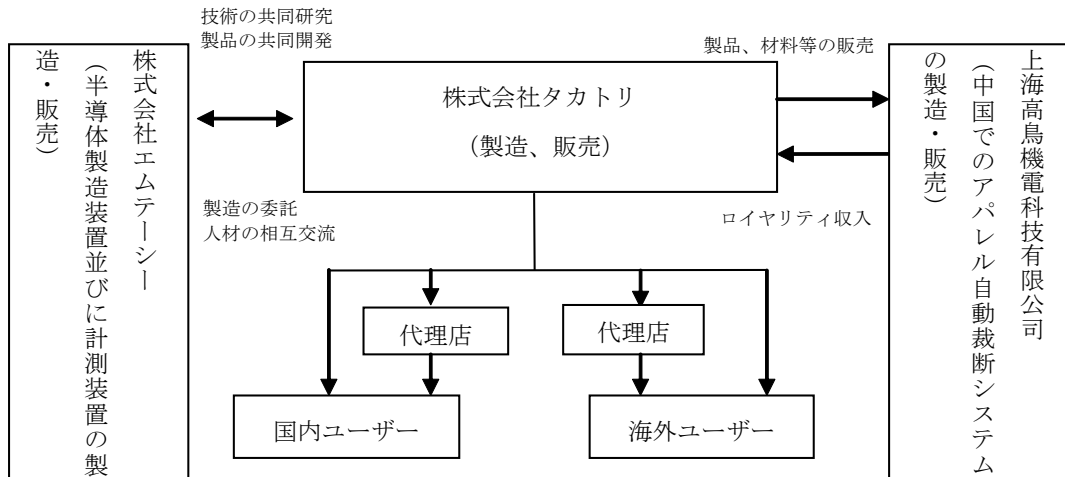 技術の共同研究
製品の共同開発
株式会社エムテーシー
（半導体製造装置並びに計測装置の製
造・販売）
製造の委託
人材の相互交流
株式会社タカトリ
（製造、販売）
製品、材料等の販売
ロイヤリティ収入
上海高鳥機電科技有限公司
（中国でのアパレル自動裁断システム
の製造・販売）
代理店
代理店
国内ユーザー
海外ユーザー